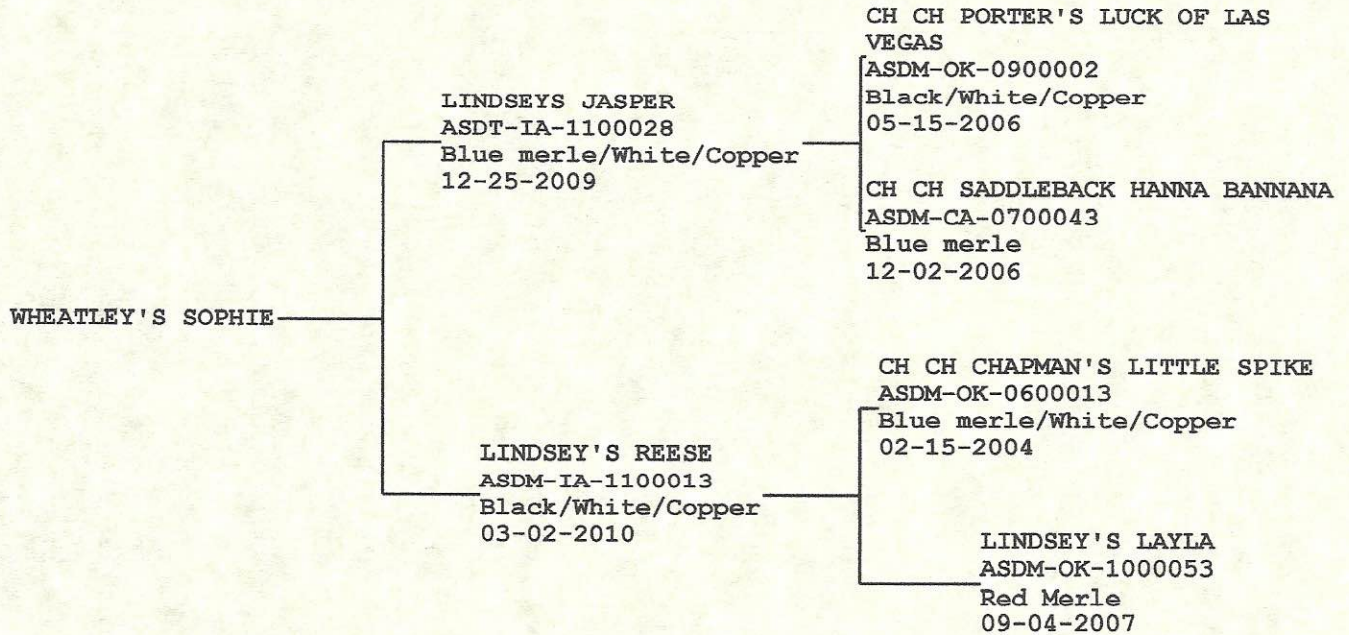 CH CH PORTER'S LUCK OF LAS
VEGAS
ASDM-OK-0900002
Black/White/Copper
05-15-2006
LINDSEYS JASPER
ASDT-IA-1100028
Blue merle/White/Copper
12-25-2009
CH CH SADDLEBACK HANNA BANNANA
ASDM-CA-0700043
Blue merle
12-02-2006
WHEATLEY'S SOPHIE
CH CH CHAPMAN'S LITTLE SPIKE
ASDM-OK-0600013
Blue merle/White/Copper
02-15-2004
LINDSEY'S REESE
ASDM-IA-1100013
Black/White/Copper
03-02-2010
LINDSEY'S LAYLA
ASDM-OK-1000053
Red Merle
09-04-2007